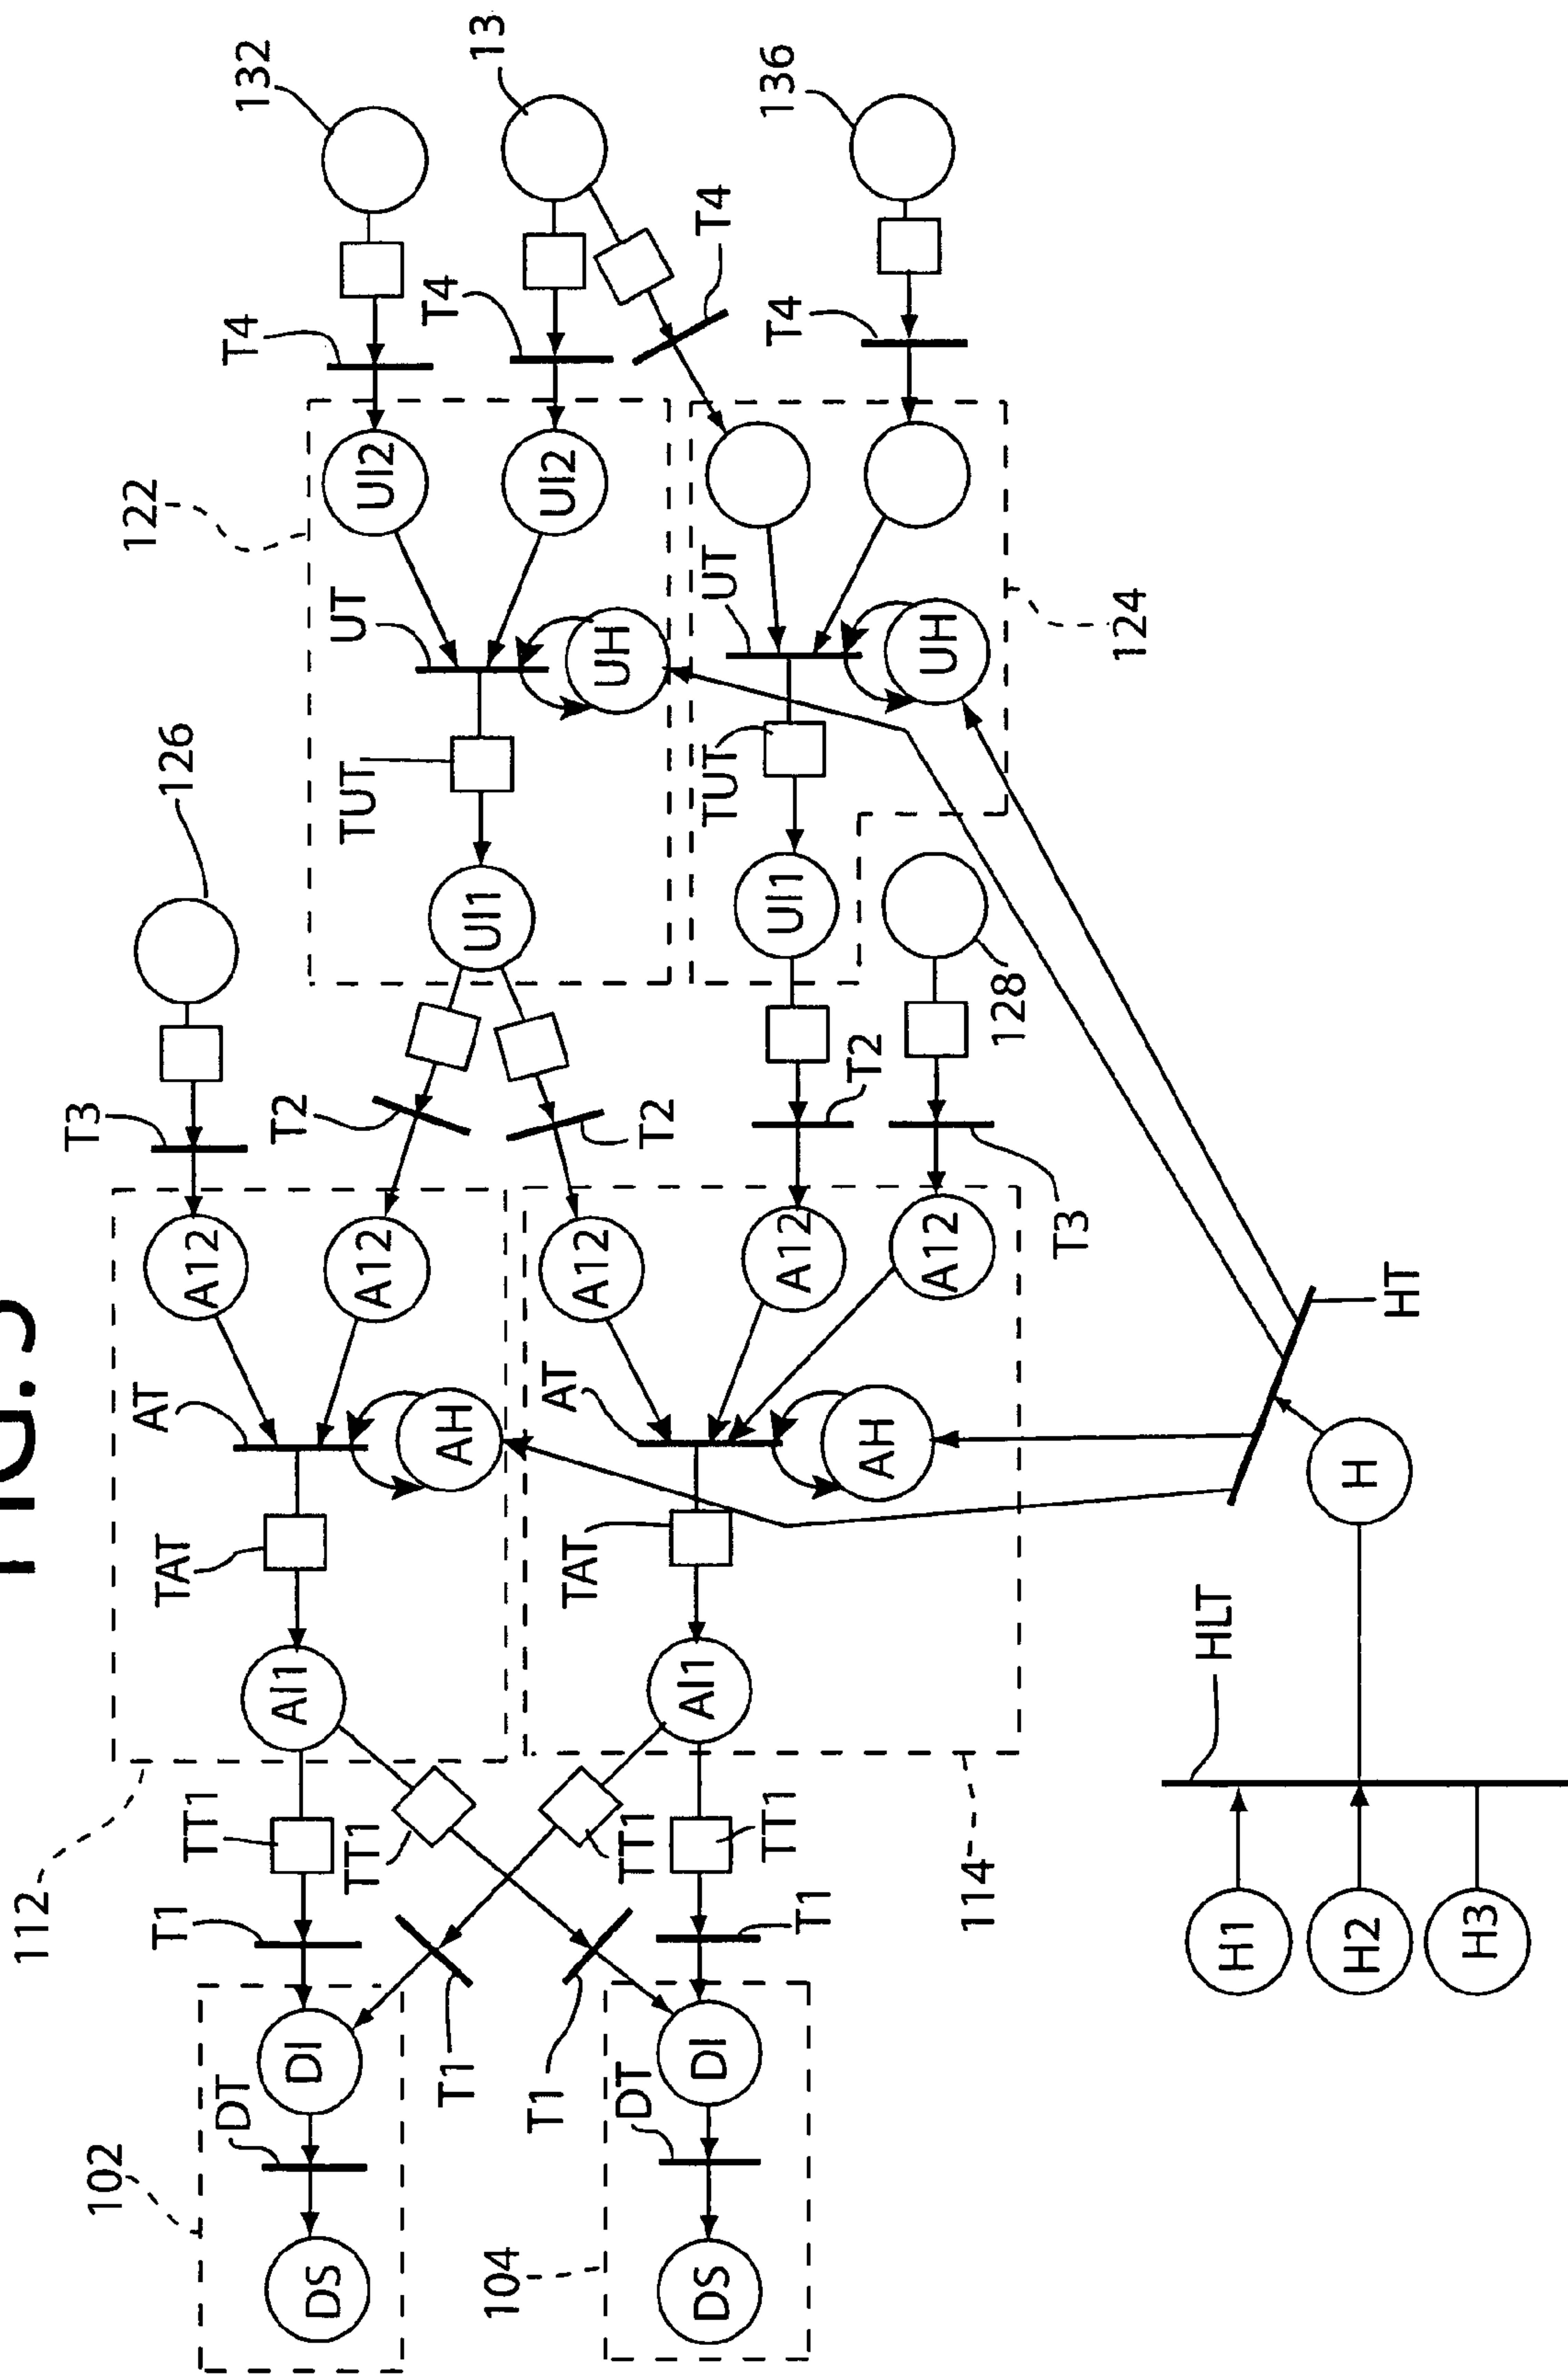 FIG.
112
T3
102
122
AT
T1
TAT
126
TT1
A12
DT
T4
132
DS
DI
AI1
T2
UT
TUT
TT1
A12
UI2
T4
AH
T1
UI1
13
104
T1
AT
TAT
A12
UI2
UH
DT
TT1
T2
DS
DI
AI1
TUT
UT
T4
TT1
UI1
136
T4
A12
T1
T2
AH
A12
UH
114
128
T3
124
HLT
H1
H2
H
HT
H3